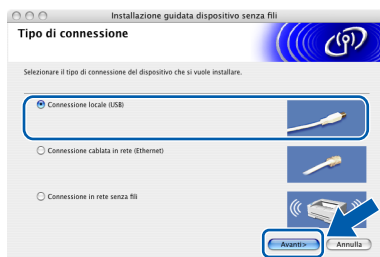 Installazione guidata dispositivo senza fili
Tipo di connessione
Selezionare il tipo di connessione del dispositivo che si vuole installare.
Connessione locale (USB)
Connessione cablata in rete (Ethernet)
Connessione in rete senza fili
Avanti> Annulla